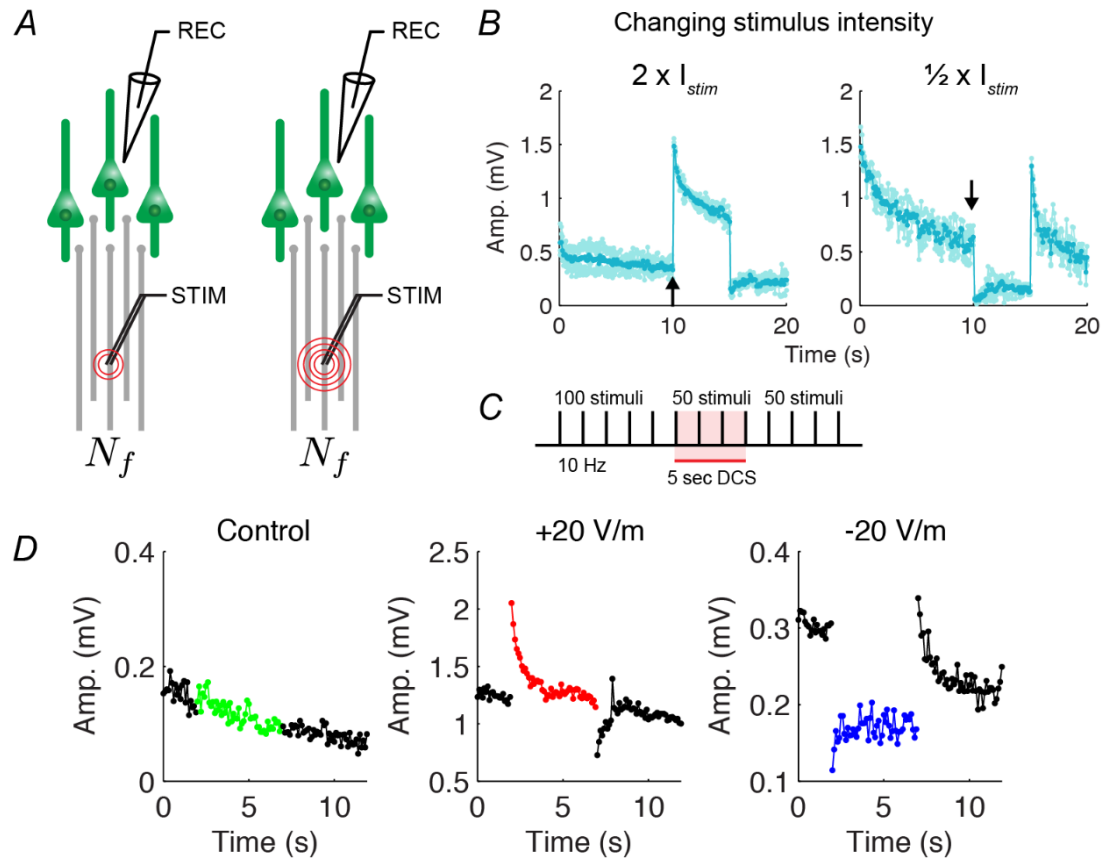 A
REC
REC
STIM
STIM
N_f
N_f
B
Changing stimulus intensity
2 x I_stim
½ x I_stim
Amp. (mV)
2
1.5
1
0.5
0
0
10
20
2
1.5
1
0.5
0
0
10
20
Time (s)
C
100 stimuli
50 stimuli
50 stimuli
10 Hz
5 sec DCS
D
Control
Amp. (mV)
0.4
0.2
0
0
5
10
Time (s)
+20 V/m
Amp. (mV)
2.5
2
1.5
1
0.5
0
5
10
Time (s)
-20 V/m
Amp. (mV)
0.4
0.3
0.2
0.1
0
5
10
Time (s)